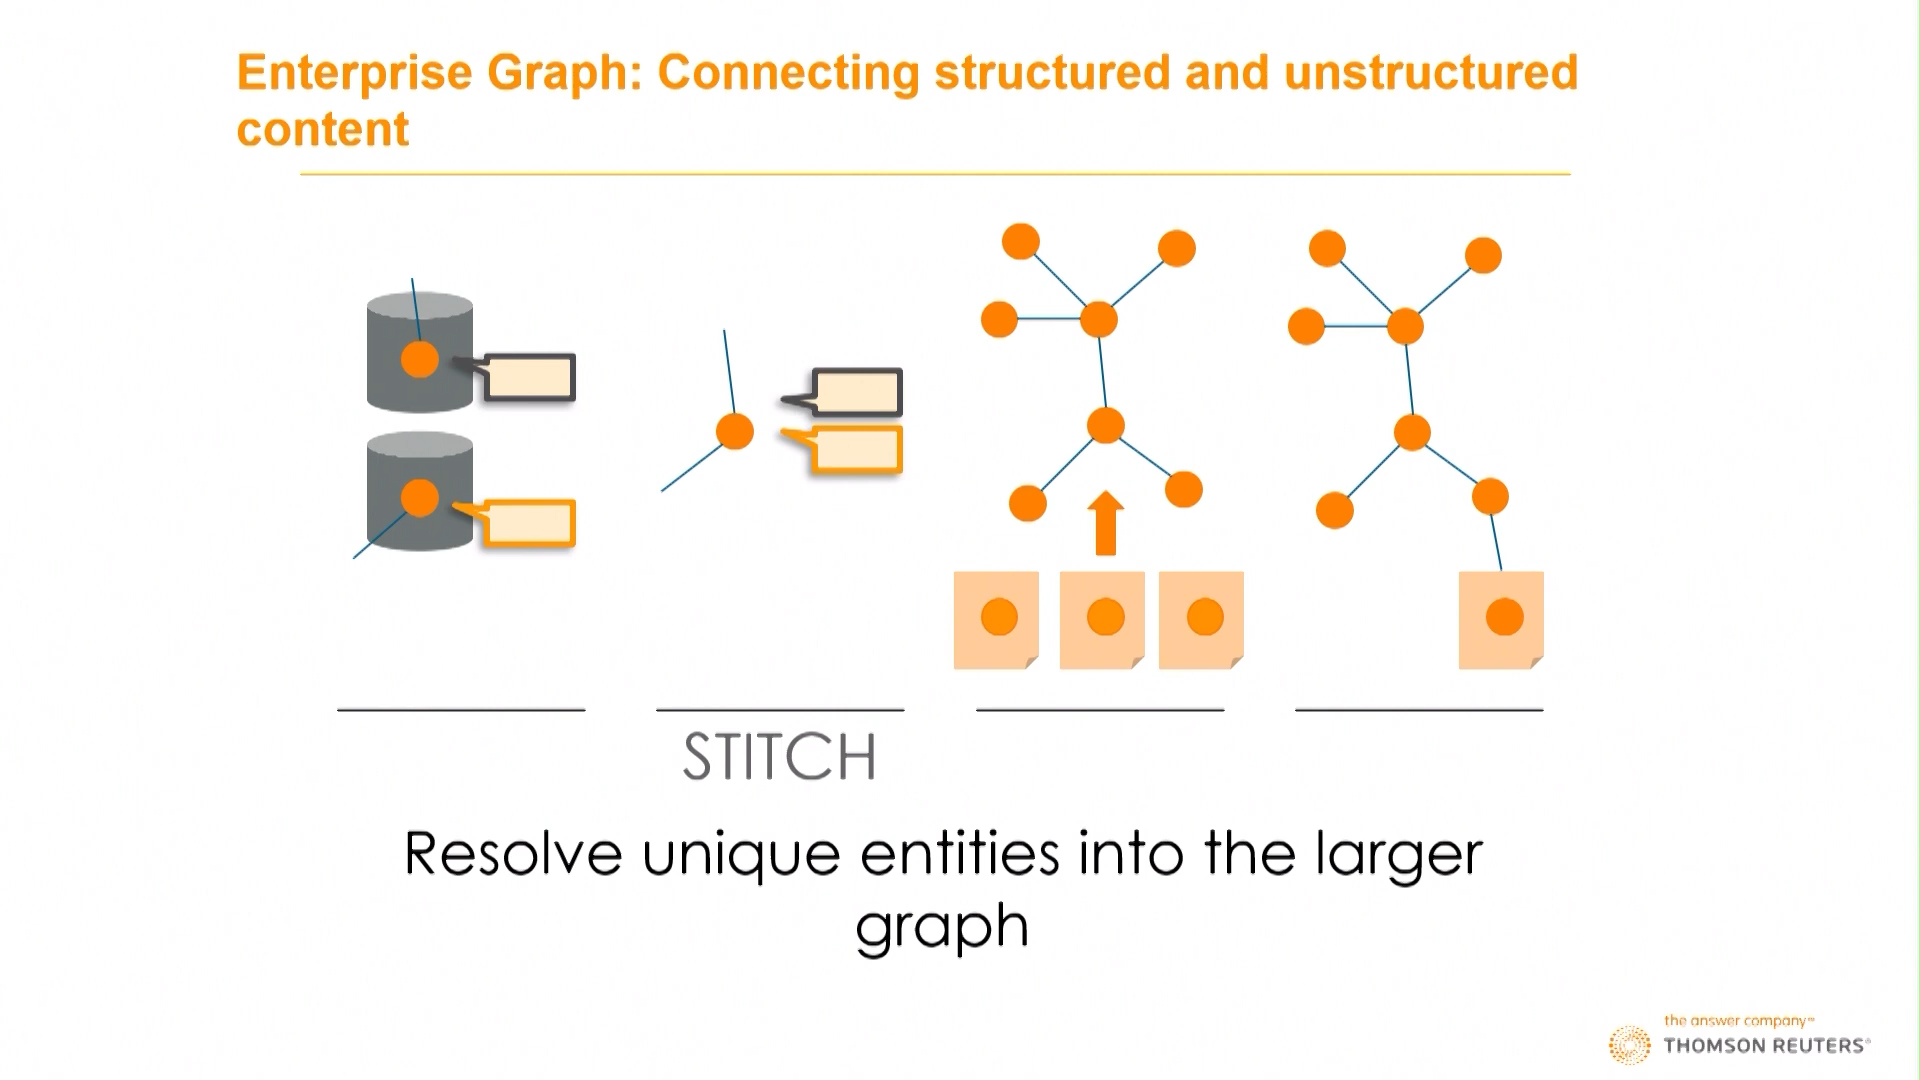 Enterprise Graph: Connecting structured and unstructured
content
STITCH
Resolve unique entities into the larger
graph
the answer company™
THOMSON REUTERS®